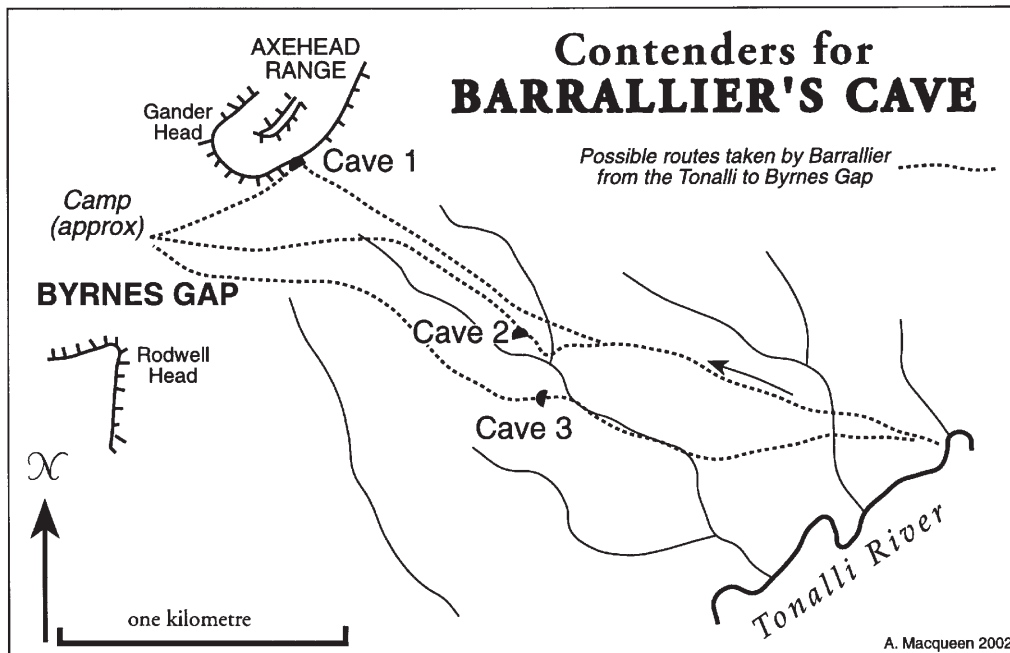 Contenders for
BARRALLIER'S CAVE
Possible routes taken by Barrallier
from the Tonalli to Byrnes Gap
AXEHEAD
RANGE
Gander
Head
Cave 1
Camp
(approx)
BYRNES GAP
Cave 2
Rodwell
Head
Cave 3
N
Tonalli River
one kilometre
A. Macqueen 2002